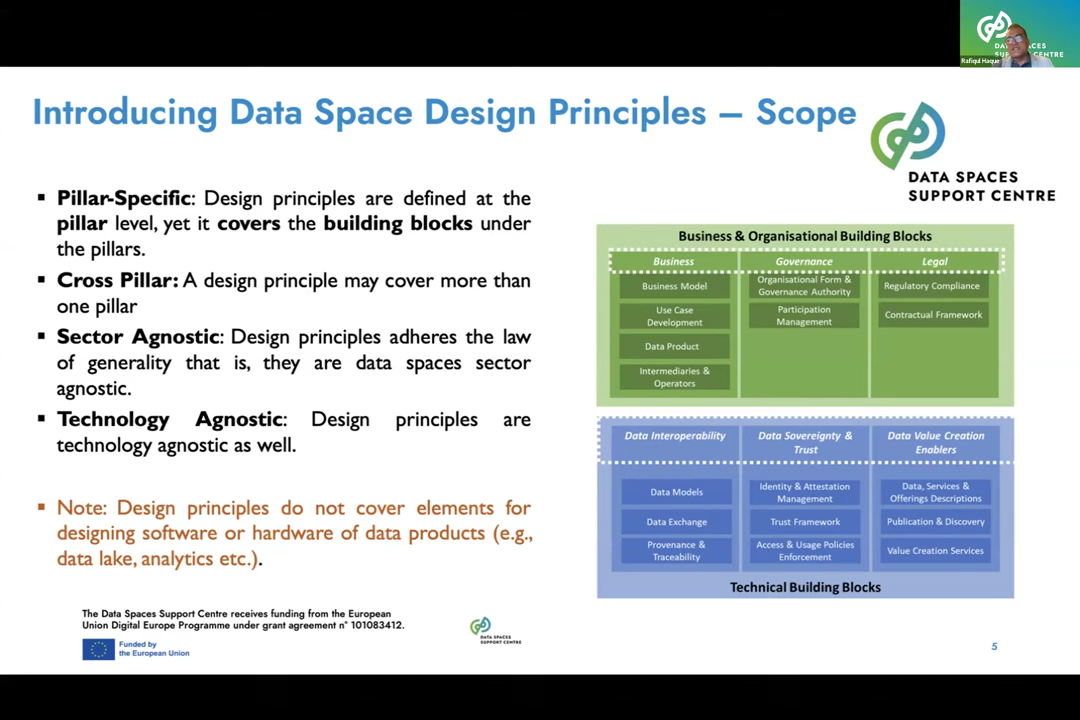 DATA SPACES
SUPPORT CENTRE
Rafiqul Haque
Introducing Data Space Design Principles – Scope
DATA SPACES
SUPPORT CENTRE
▪ Pillar-Specific: Design principles are defined at the
pillar level, yet it covers the building blocks under
the pillars.
▪ Cross Pillar: A design principle may cover more than
one pillar
▪ Sector Agnostic: Design principles adheres the law
of generality that is, they are data spaces sector
agnostic.
▪ Technology Agnostic: Design principles are
technology agnostic as well.
▪ Note: Design principles do not cover elements for
designing software or hardware of data products (e.g.,
data lake, analytics etc.).
Business & Organisational Building Blocks
Business
Business Model
Use Case
Development
Data Product
Intermediaries &
Operators
Governance
Organisational Form &
Governance Authority
Participation
Management
Legal
Regulatory Compliance
Contractual Framework
Data Interoperability
Data Models
Data Exchange
Provenance &
Traceability
Data Sovereignty &
Trust
Identity & Attestation
Management
Trust Framework
Access & Usage Policies
Enforcement
Data Value Creation
Enablers
Data, Services &
Offerings Descriptions
Publication & Discovery
Value Creation Services
Technical Building Blocks
The Data Spaces Support Centre receives funding from the European
Union Digital Europe Programme under grant agreement n° 101083412.
Funded by
the European Union
DATA SPACES
SUPPORT CENTRE
5